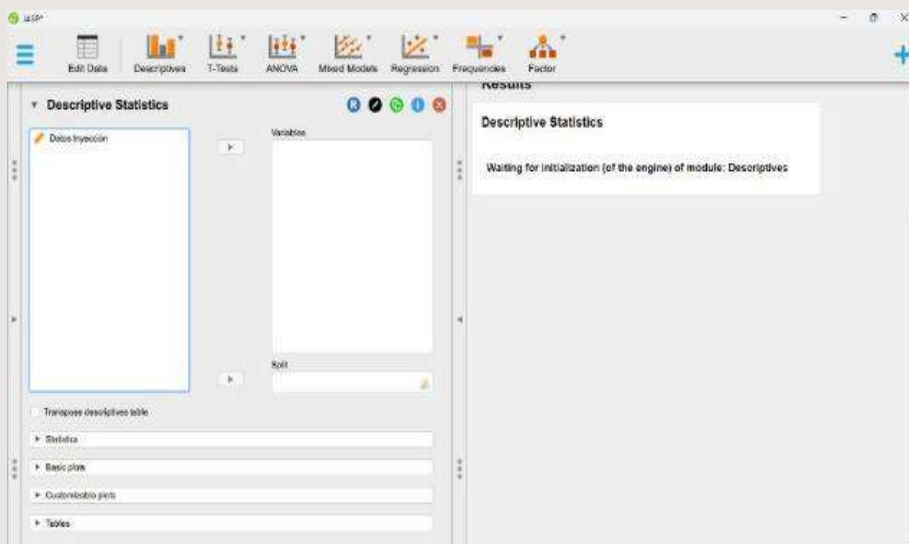 JASP*
Edit Data
Descriptives
T-Tests
ANOVA
Mixed Models
Regression
Frequencies
Factor
Descriptive Statistics
R
i
Datos Inyección
Variables
Split
Transpose descriptives table
Statistics
Basic plots
Customizable plots
Tables
Results
Descriptive Statistics
Waiting for initialization (of the engine) of module: Descriptives